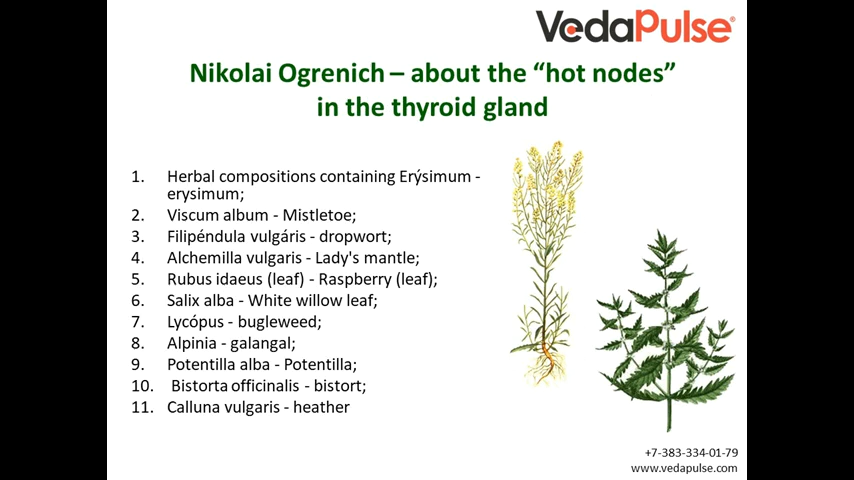 VedaPulse®
Nikolai Ogrenich – about the “hot nodes”
in the thyroid gland
1. Herbal compositions containing Erýsimum -
erysimum;
2. Viscum album - Mistletoe;
3. Filipéndula vulgáris - dropwort;
4. Alchemilla vulgaris - Lady's mantle;
5. Rubus idaeus (leaf) - Raspberry (leaf);
6. Salix alba - White willow leaf;
7. Lycópus - bugleweed;
8. Alpinia - galangal;
9. Potentilla alba - Potentilla;
10. Bistorta officinalis - bistort;
11. Calluna vulgaris - heather
+7-383-334-01-79
www.vedapulse.com